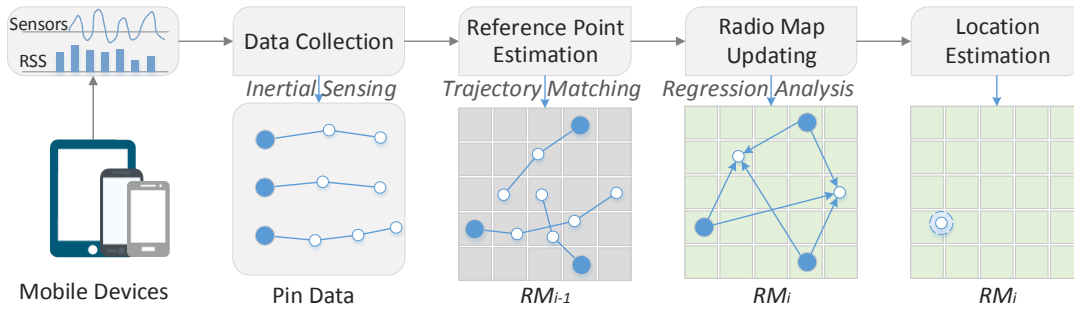 Sensors
RSS
Data Collection
Reference Point
Estimation
Radio Map
Updating
Location
Estimation
Inertial Sensing
Trajectory Matching
Regression Analysis
Mobile Devices
Pin Data
RMi-1
RMi
RMi